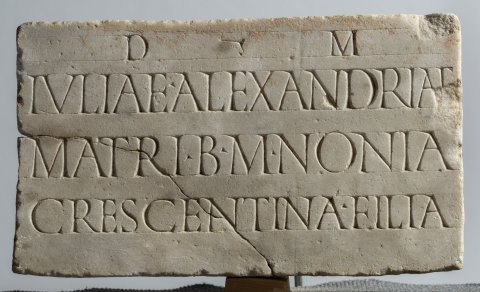 D M
IVLIAE·ALEXANDRIAE
MATRI·B·M·NONIA
CRESCENTINA·FILIA